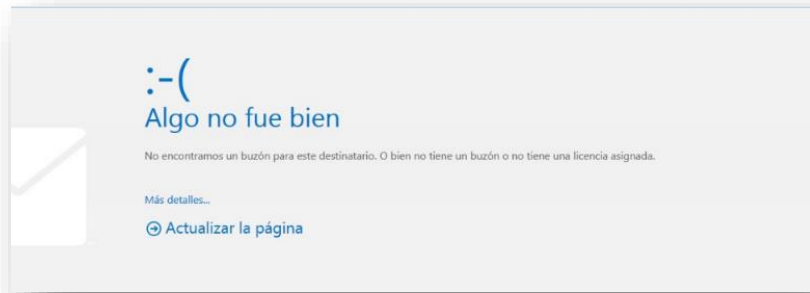 :-(
Algo no fue bien
No encontramos un buzón para este destinatario. O bien no tiene un buzón o no tiene una licencia asignada.
Más detalles...
Actualizar la página